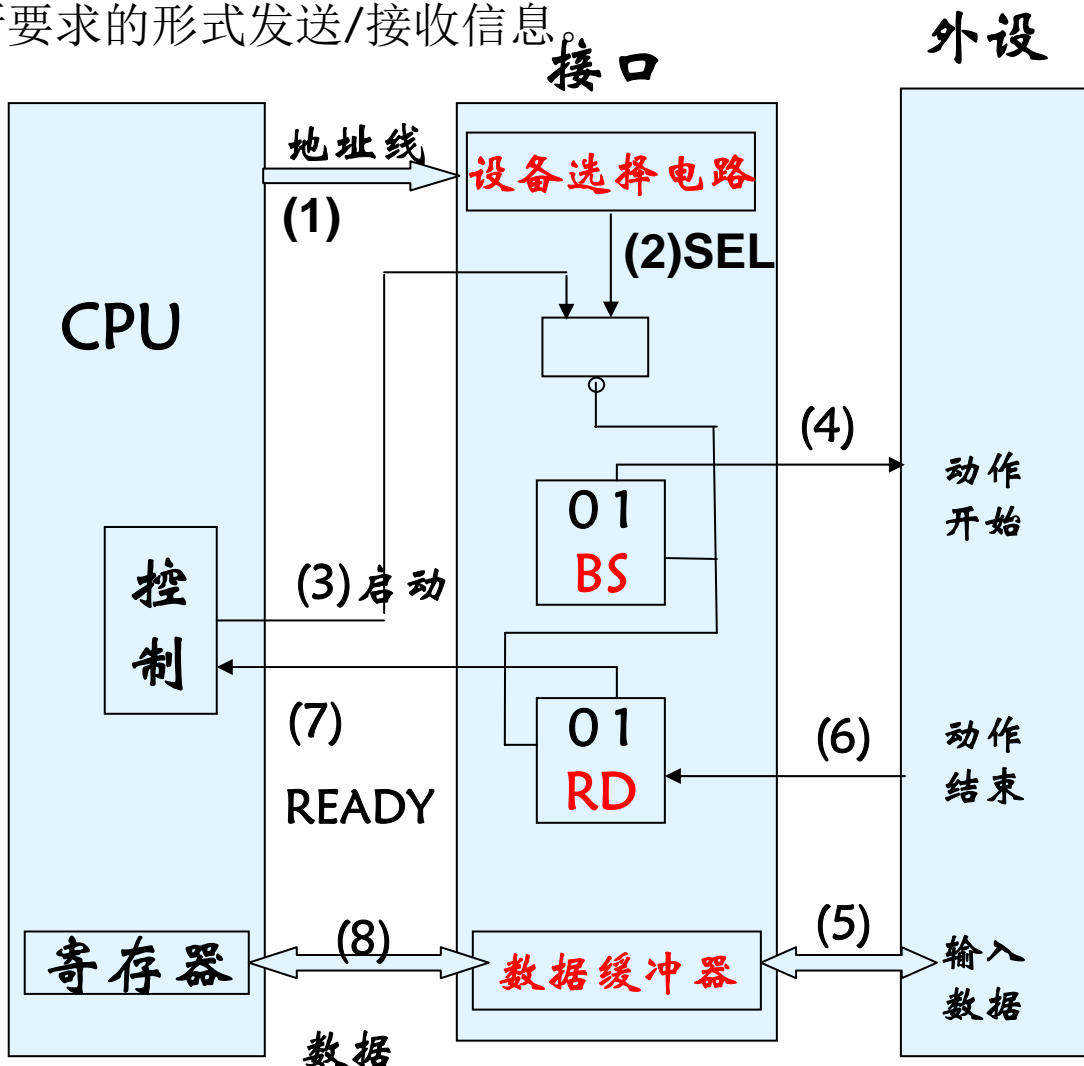 要求的形式发送/接收信息。
接口
外设
地址线
设备选择电路
(1)
(2)SEL
CPU
(4)
动作
开始
0 1
BS
控
制
(3)启动
(7)
READY
0 1
RD
(6)
动作
结束
寄存器
(8)
数据缓冲器
(5)
输入
数据
数据